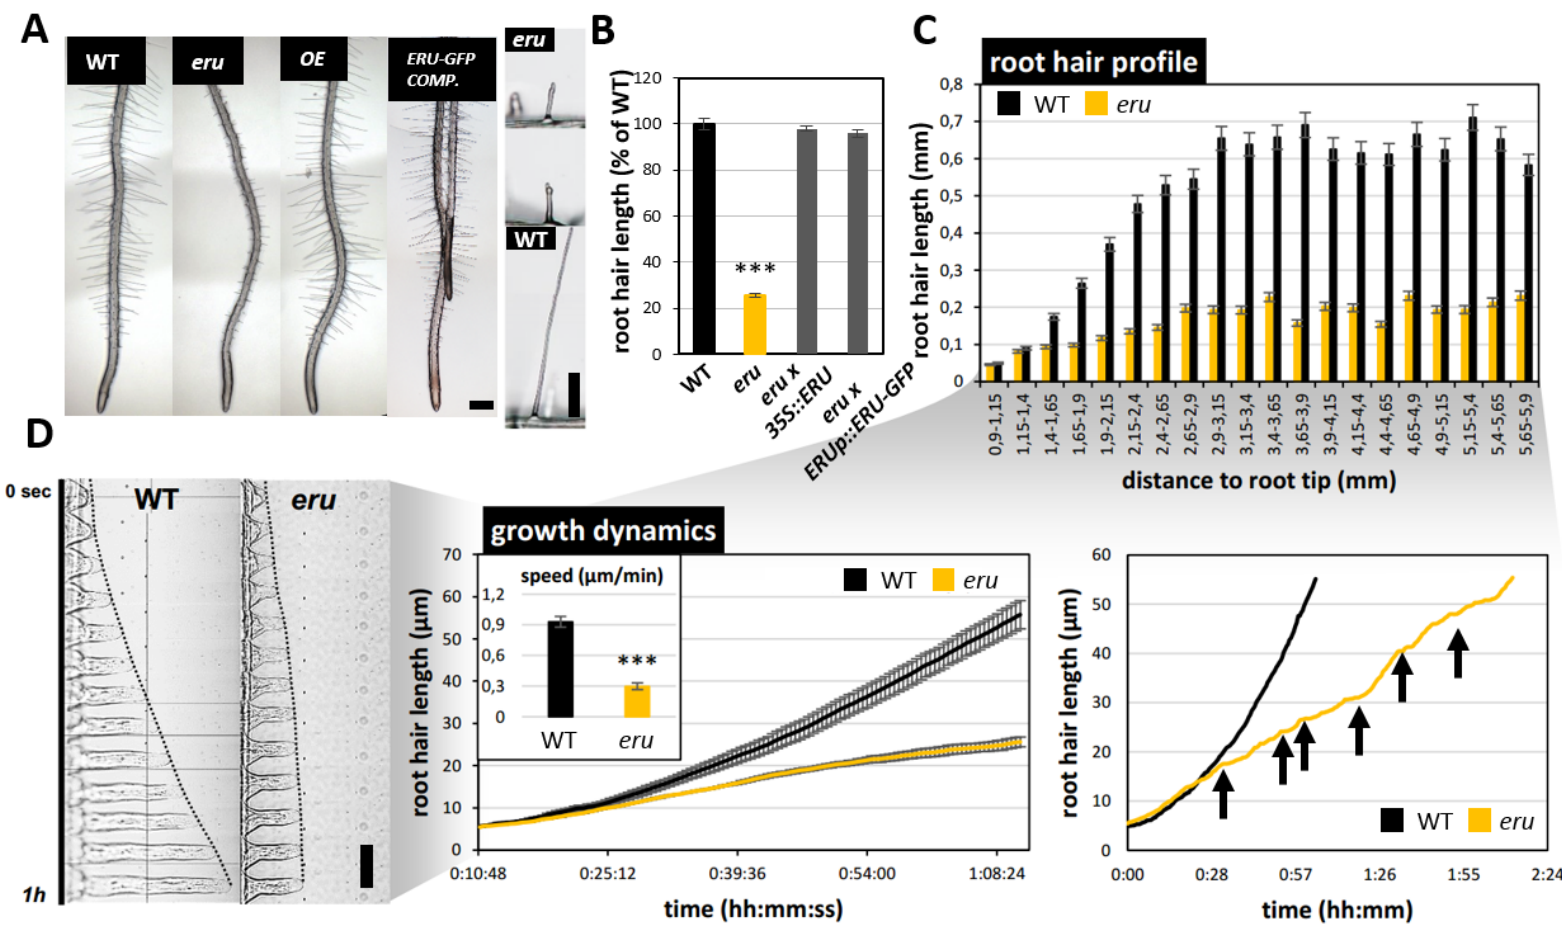 A
WT
eru
OE
ERU-GFP
COMP.
eru
WT
B
root hair length (% of WT)
120
100
80
60
40
20
0
***
WT
eru
eru x
35S::ERU
eru x
ERUp::ERU-GFP
C
root hair profile
WT
eru
root hair length (mm)
0,8
0,7
0,6
0,5
0,4
0,3
0,2
0,1
0
0,9-1,15
1,15-1,4
1,4-1,65
1,65-1,9
1,9-2,15
2,15-2,4
2,4-2,65
2,65-2,9
2,9-3,15
3,15-3,4
3,4-3,65
3,65-3,9
3,9-4,15
4,15-4,4
4,4-4,65
4,65-4,9
4,9-5,15
5,15-5,4
5,4-5,65
5,65-5,9
distance to root tip (mm)
D
0 sec
WT
eru
1h
growth dynamics
root hair length (µm)
70
60
50
40
30
20
10
0
speed (µm/min)
1,2
0,9
0,6
0,3
0
***
WT
eru
WT
eru
0:10:48
0:25:12
0:39:36
0:54:00
1:08:24
time (hh:mm:ss)
root hair length (µm)
60
50
40
30
20
10
0
WT
eru
0:00
0:28
0:57
1:26
1:55
2:24
time (hh:mm)